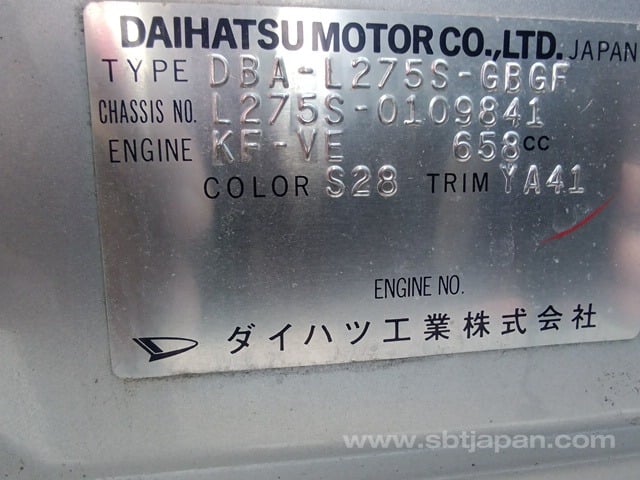 DAIHATSU MOTOR CO.,LTD. JAPAN
TYPE DBA-L275S-GBGF
CHASSIS NO. L275S-0109841
ENGINE KF-VE 658cc
COLOR S28 TRIM YA41
ENGINE NO.
ダイハツ工業株式会社
www.sbtjapan.com